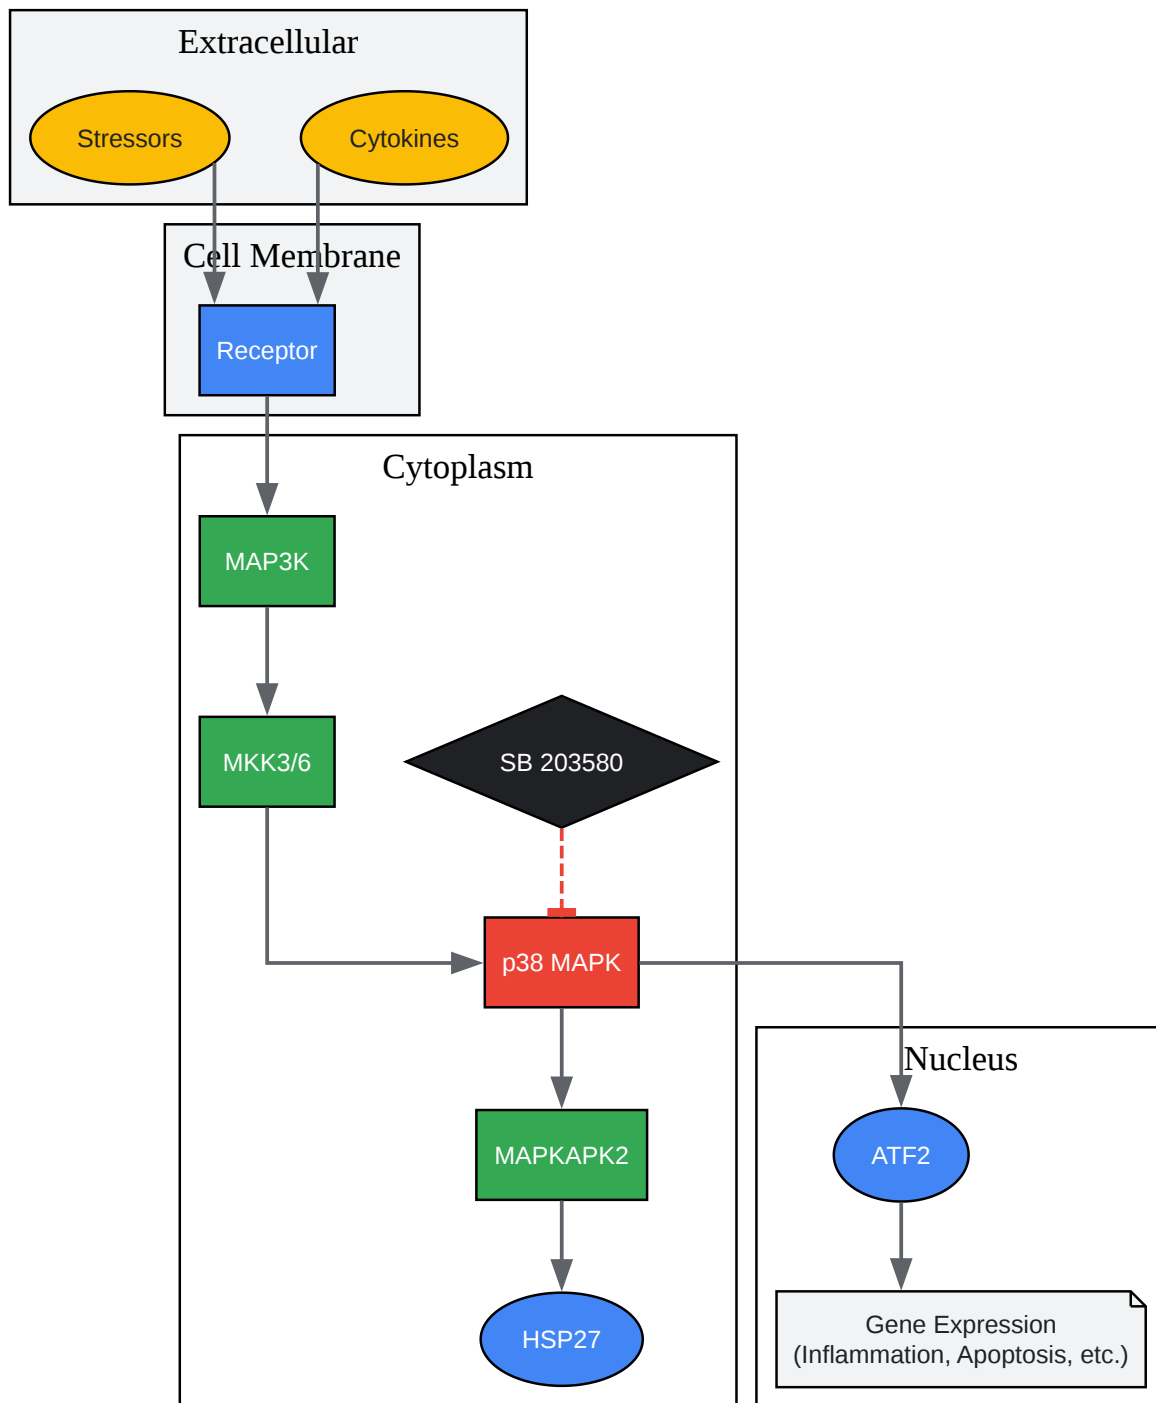 Extracellular
Stressors
Cytokines
Cell Membrane
Receptor
Cytoplasm
MAP3K
MKK3/6
SB 203580
p38 MAPK
Nucleus
MAPKAPK2
ATF2
HSP27
Gene Expression
(Inflammation, Apoptosis, etc.)